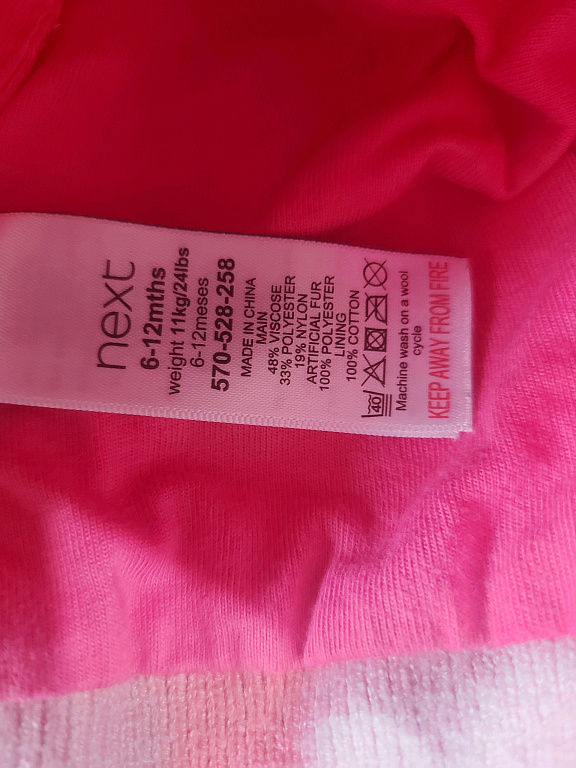 next
6-12mths
weight 11kg/24lbs
6-12meses
570-528-258
MADE IN CHINA
MAIN
48% VISCOSE
33% POLYESTER
19% NYLON
ARTIFICIAL FUR
100% POLYESTER
LINING
100% COTTON
40
Machine wash on a wool
cycle
KEEP AWAY FROM FIRE